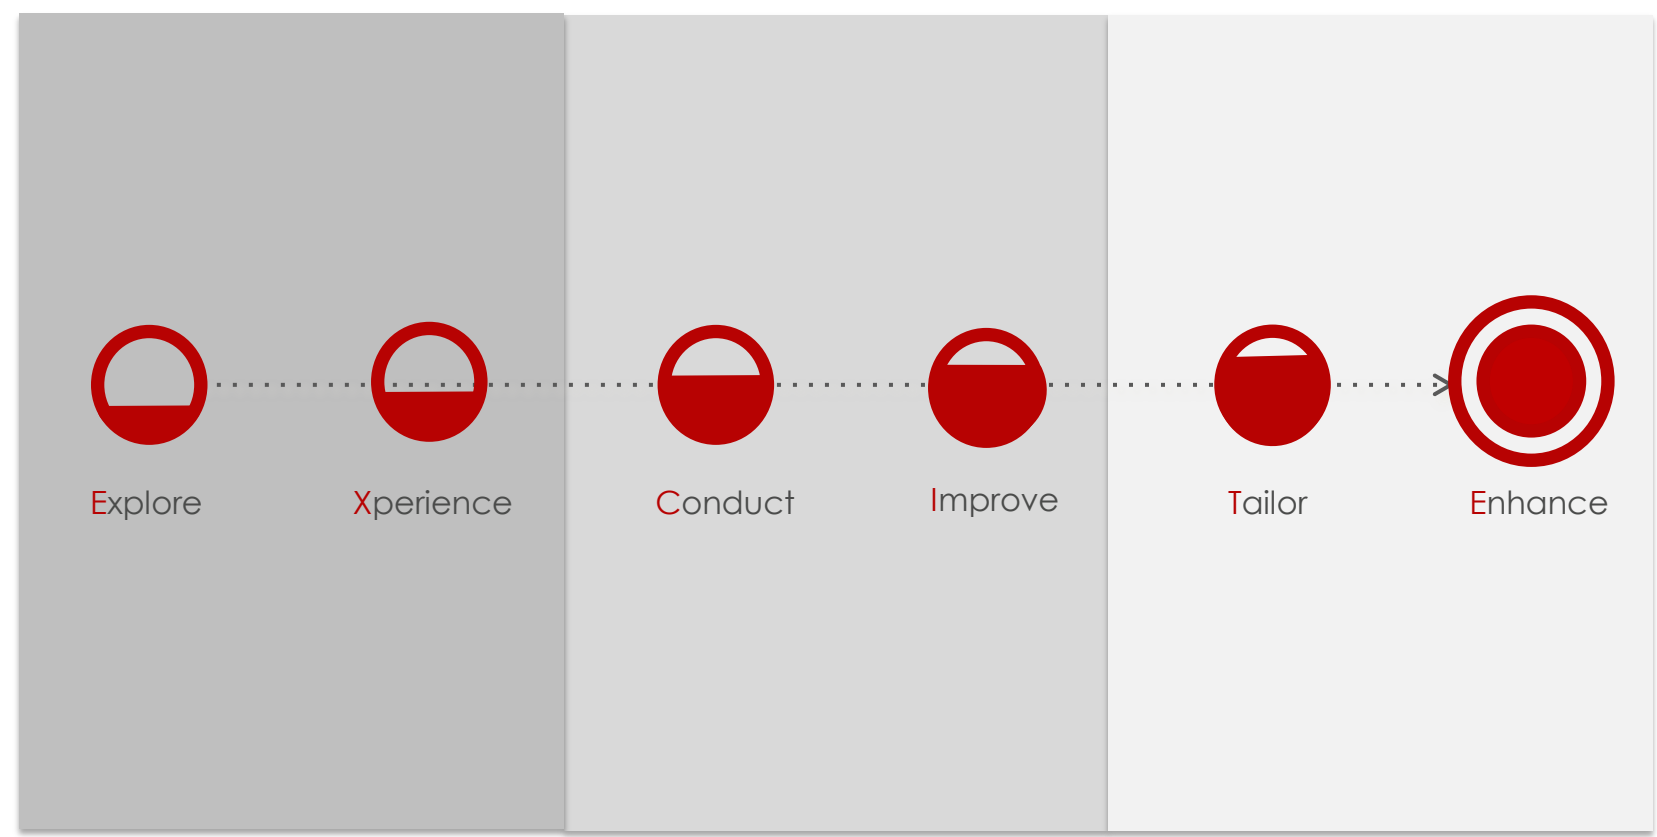 Explore
Xperience
Conduct
Improve
Tailor
Enhance